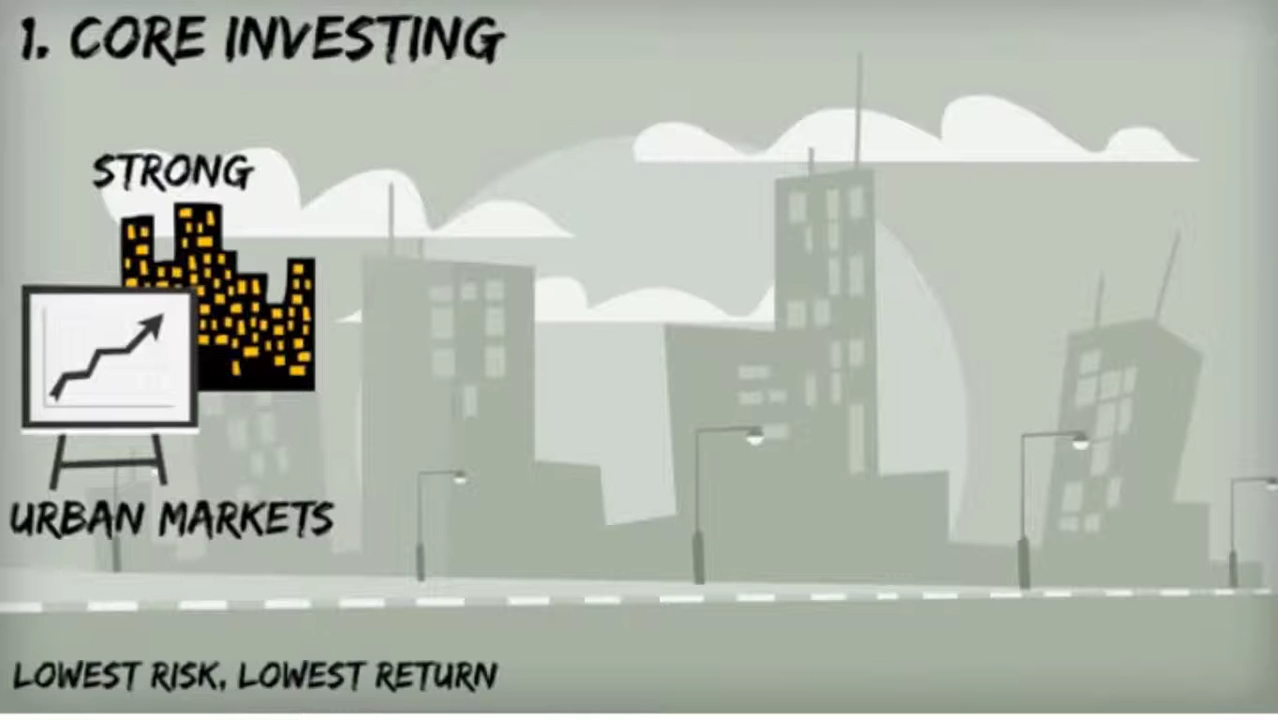 1. CORE INVESTING
STRONG
URBAN MARKETS
LOWEST RISK, LOWEST RETURN